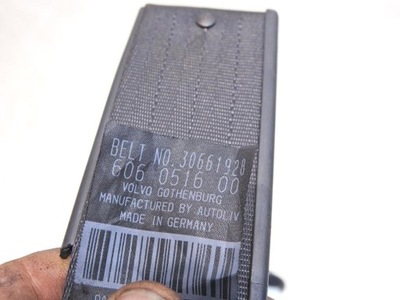 BELT NO.30661928
606 0516 00
VOLVO GOTHENBURG
MANUFACTURED BY AUTOLIV
MADE IN GERMANY